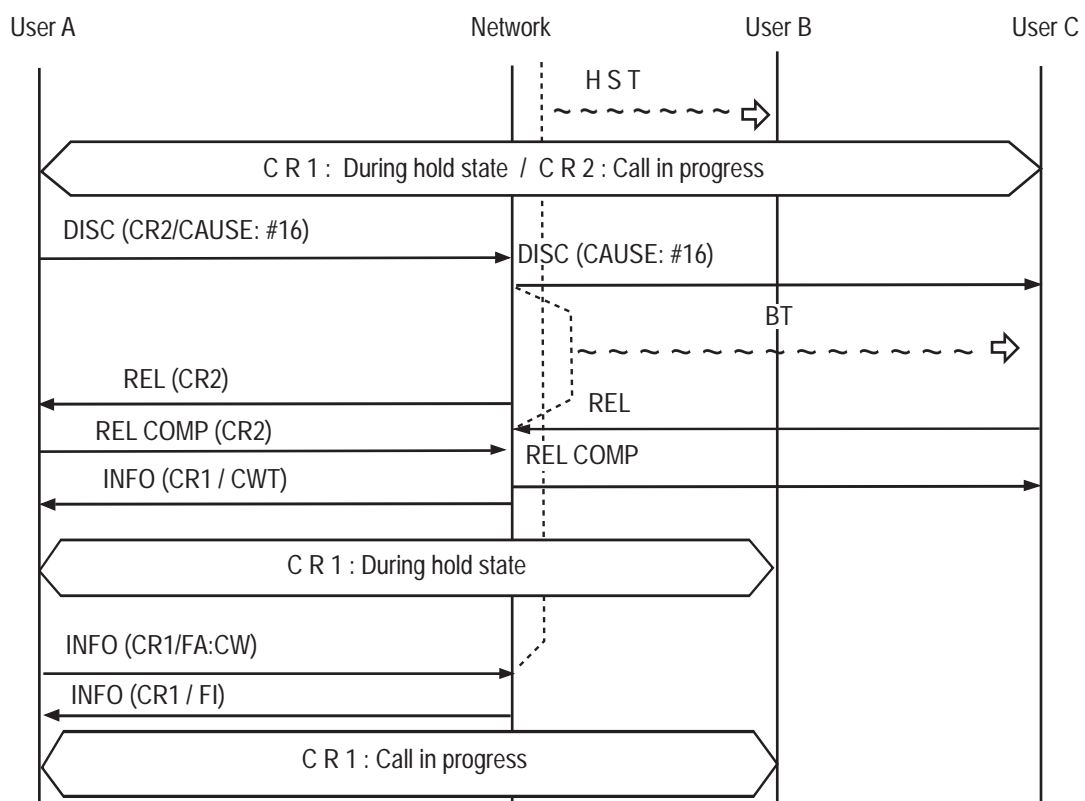 User A Network User B User C
H S T
C R 1 : During hold state / C R 2 : Call in progress
DISC (CR2/CAUSE: #16)
DISC (CAUSE: #16)
BT
REL (CR2)
REL
REL COMP (CR2)
REL COMP
INFO (CR1 / CWT)
C R 1 : During hold state
INFO (CR1/FA:CW)
INFO (CR1 / FI)
C R 1 : Call in progress